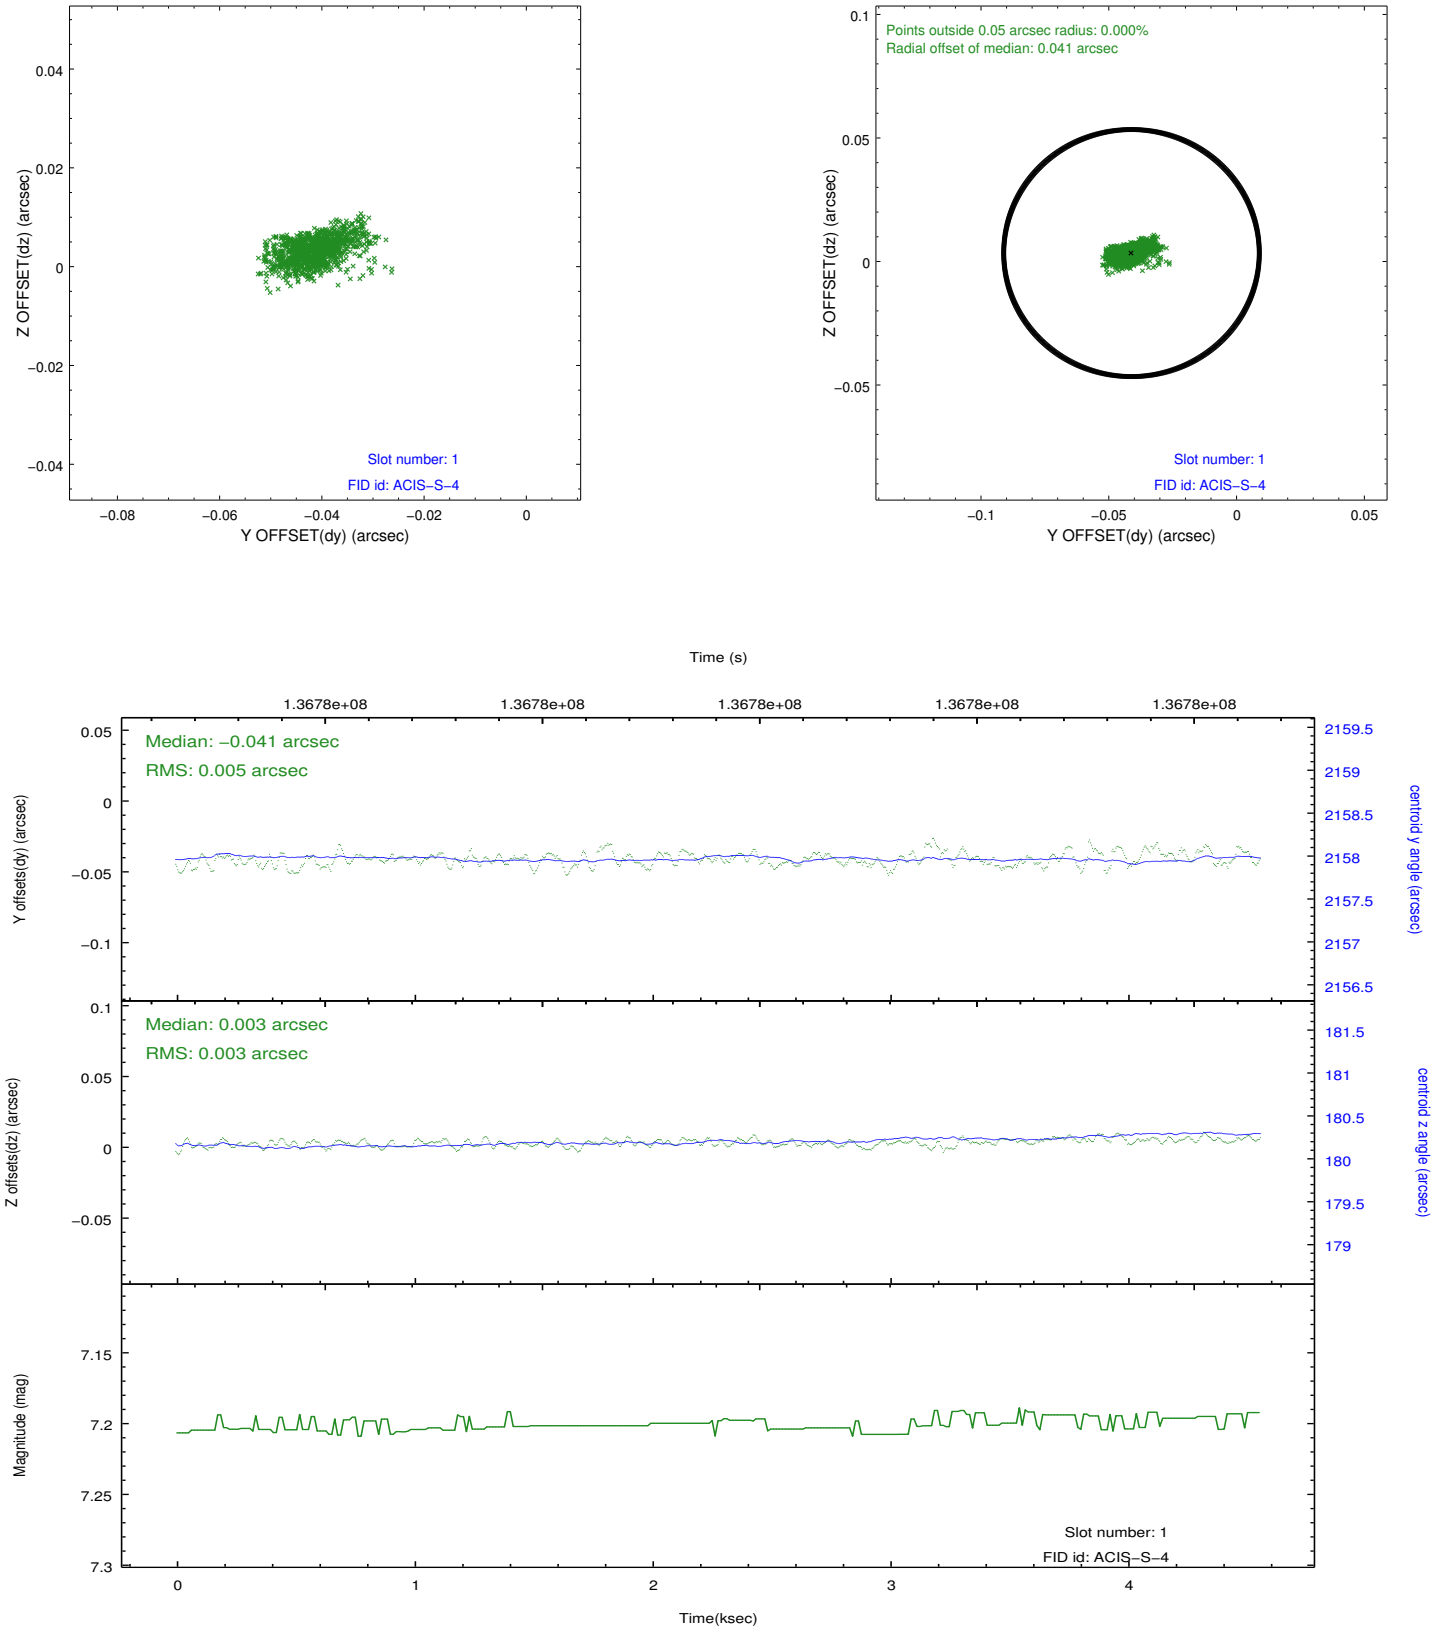 0.04
0.02
0
−0.02
−0.04
Z OFFSET(dz) (arcsec)
Slot number: 1
FID id: ACIS−S−4
−0.08
−0.06
−0.04
−0.02
0
Y OFFSET(dy) (arcsec)
Points outside 0.05 arcsec radius: 0.000%
Radial offset of median: 0.041 arcsec
0.1
0.05
0
−0.05
Z OFFSET(dz) (arcsec)
Slot number: 1
FID id: ACIS−S−4
−0.1
−0.05
0
0.05
Y OFFSET(dy) (arcsec)
Time (s)
1.3678e+08
1.3678e+08
1.3678e+08
1.3678e+08
1.3678e+08
Median: −0.041 arcsec
RMS: 0.005 arcsec
0.05
0
−0.05
−0.1
Y offsets(dy) (arcsec)
2159.5
2159
2158.5
2158
2157.5
2157
2156.5
centroid y angle (arcsec)
Median: 0.003 arcsec
RMS: 0.003 arcsec
0.1
0.05
0
−0.05
Z offsets(dz) (arcsec)
181.5
181
180.5
180
179.5
179
centroid z angle (arcsec)
7.15
7.2
7.25
7.3
Magnitude (mag)
Slot number: 1
FID id: ACIS−S−4
0
1
2
3
4
Time(ksec)